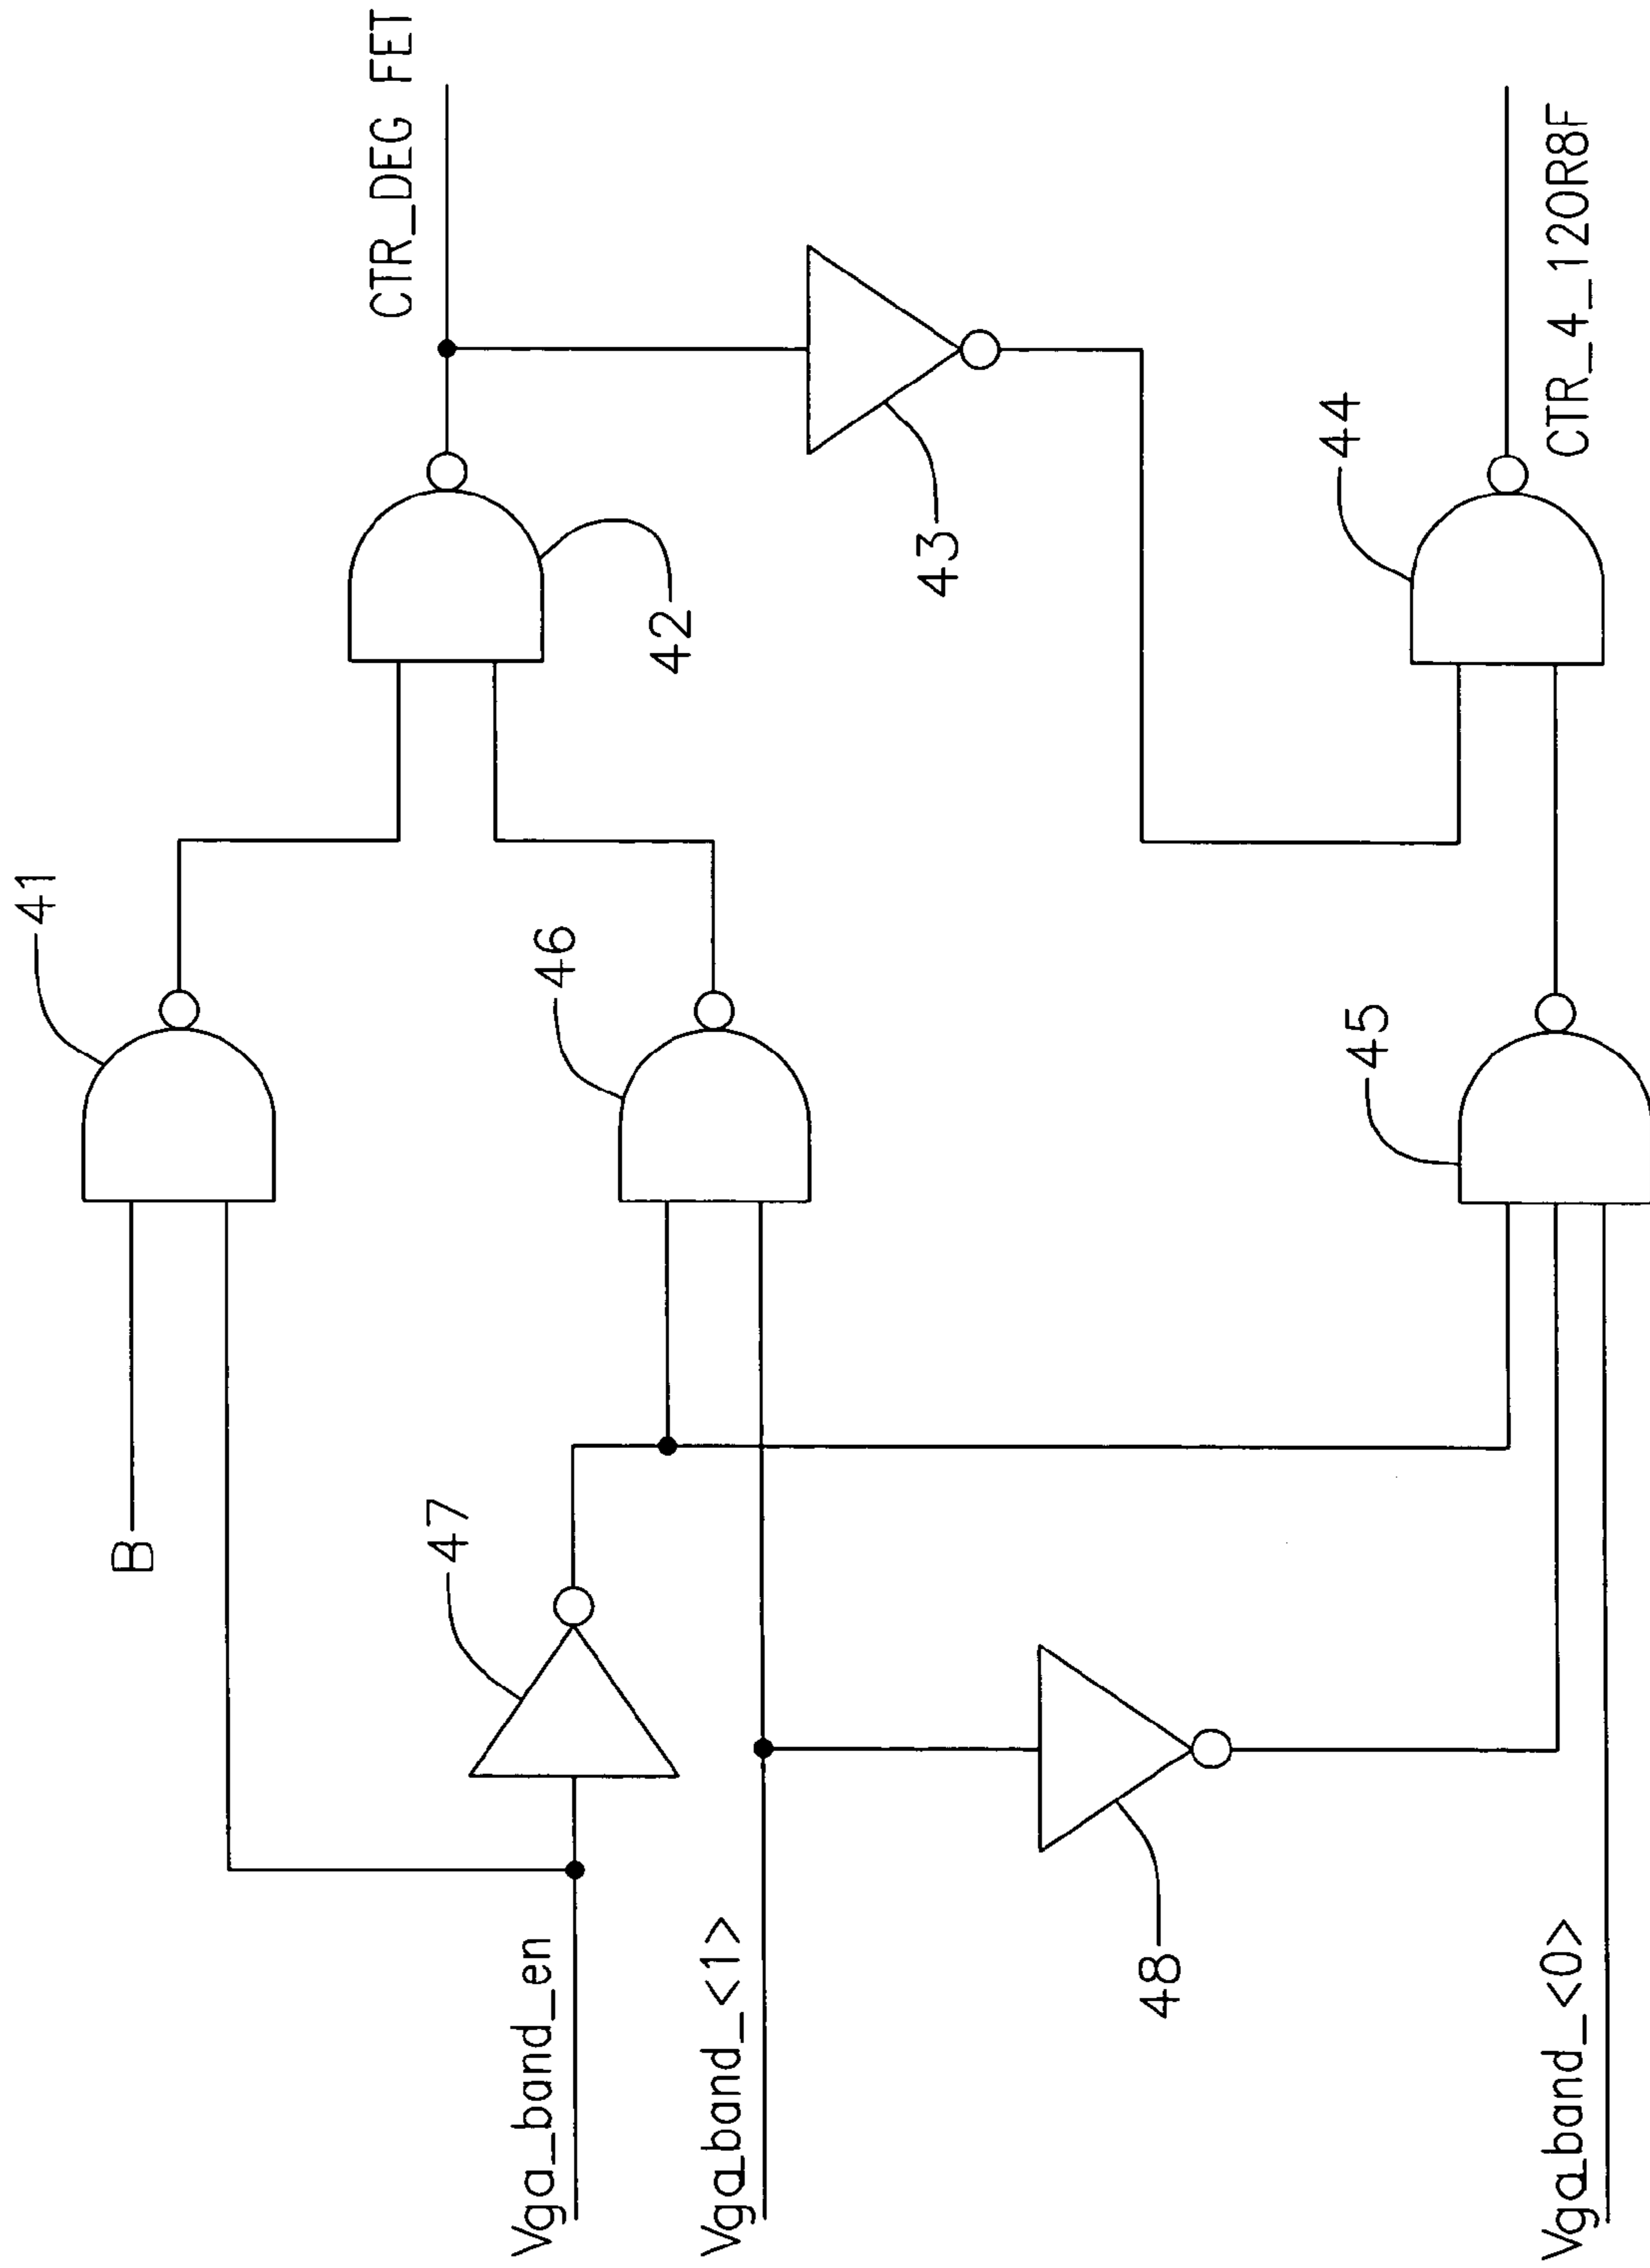 41
B
CTR_DEG FET
42
47
46
Vga_band_en
Vga_band_<1>
43
48
44
45
Vga_band_<0>
CTR_4_120R8F